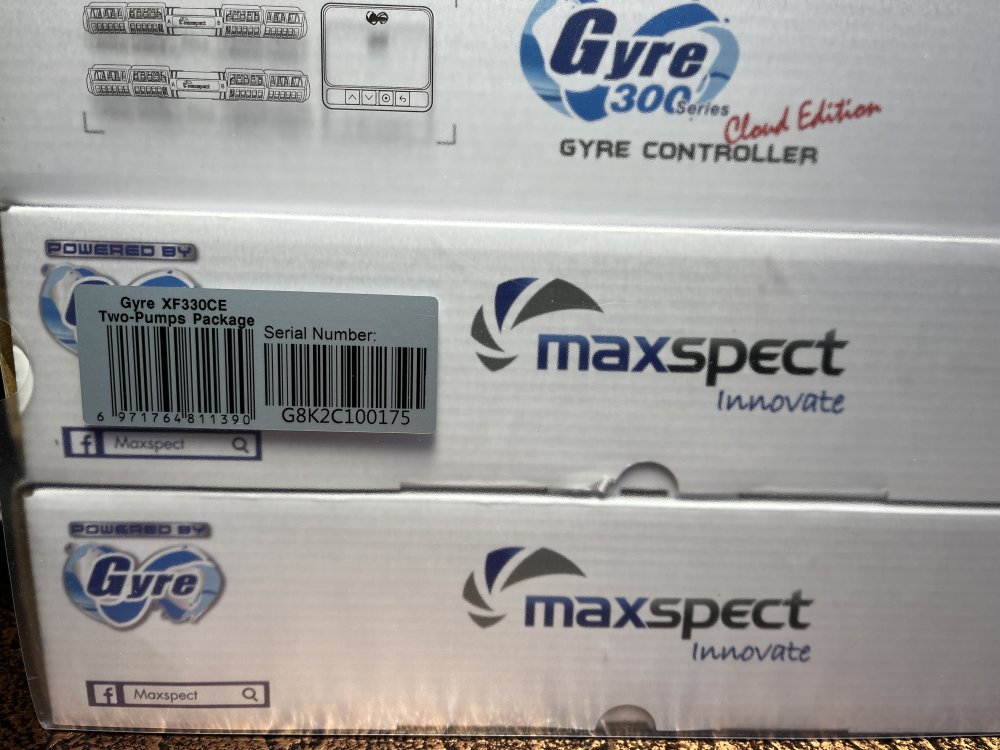 maxspect
Gyre
300 Series
Cloud Edition
GYRE CONTROLLER
POWERED BY
Gyre XF330CE
Two-Pumps Package
Serial Number:
6 971764 811390
G8K2C100175
f Maxspect
maxspect
Innovate
POWERED BY
Gyre
f Maxspect
maxspect
Innovate